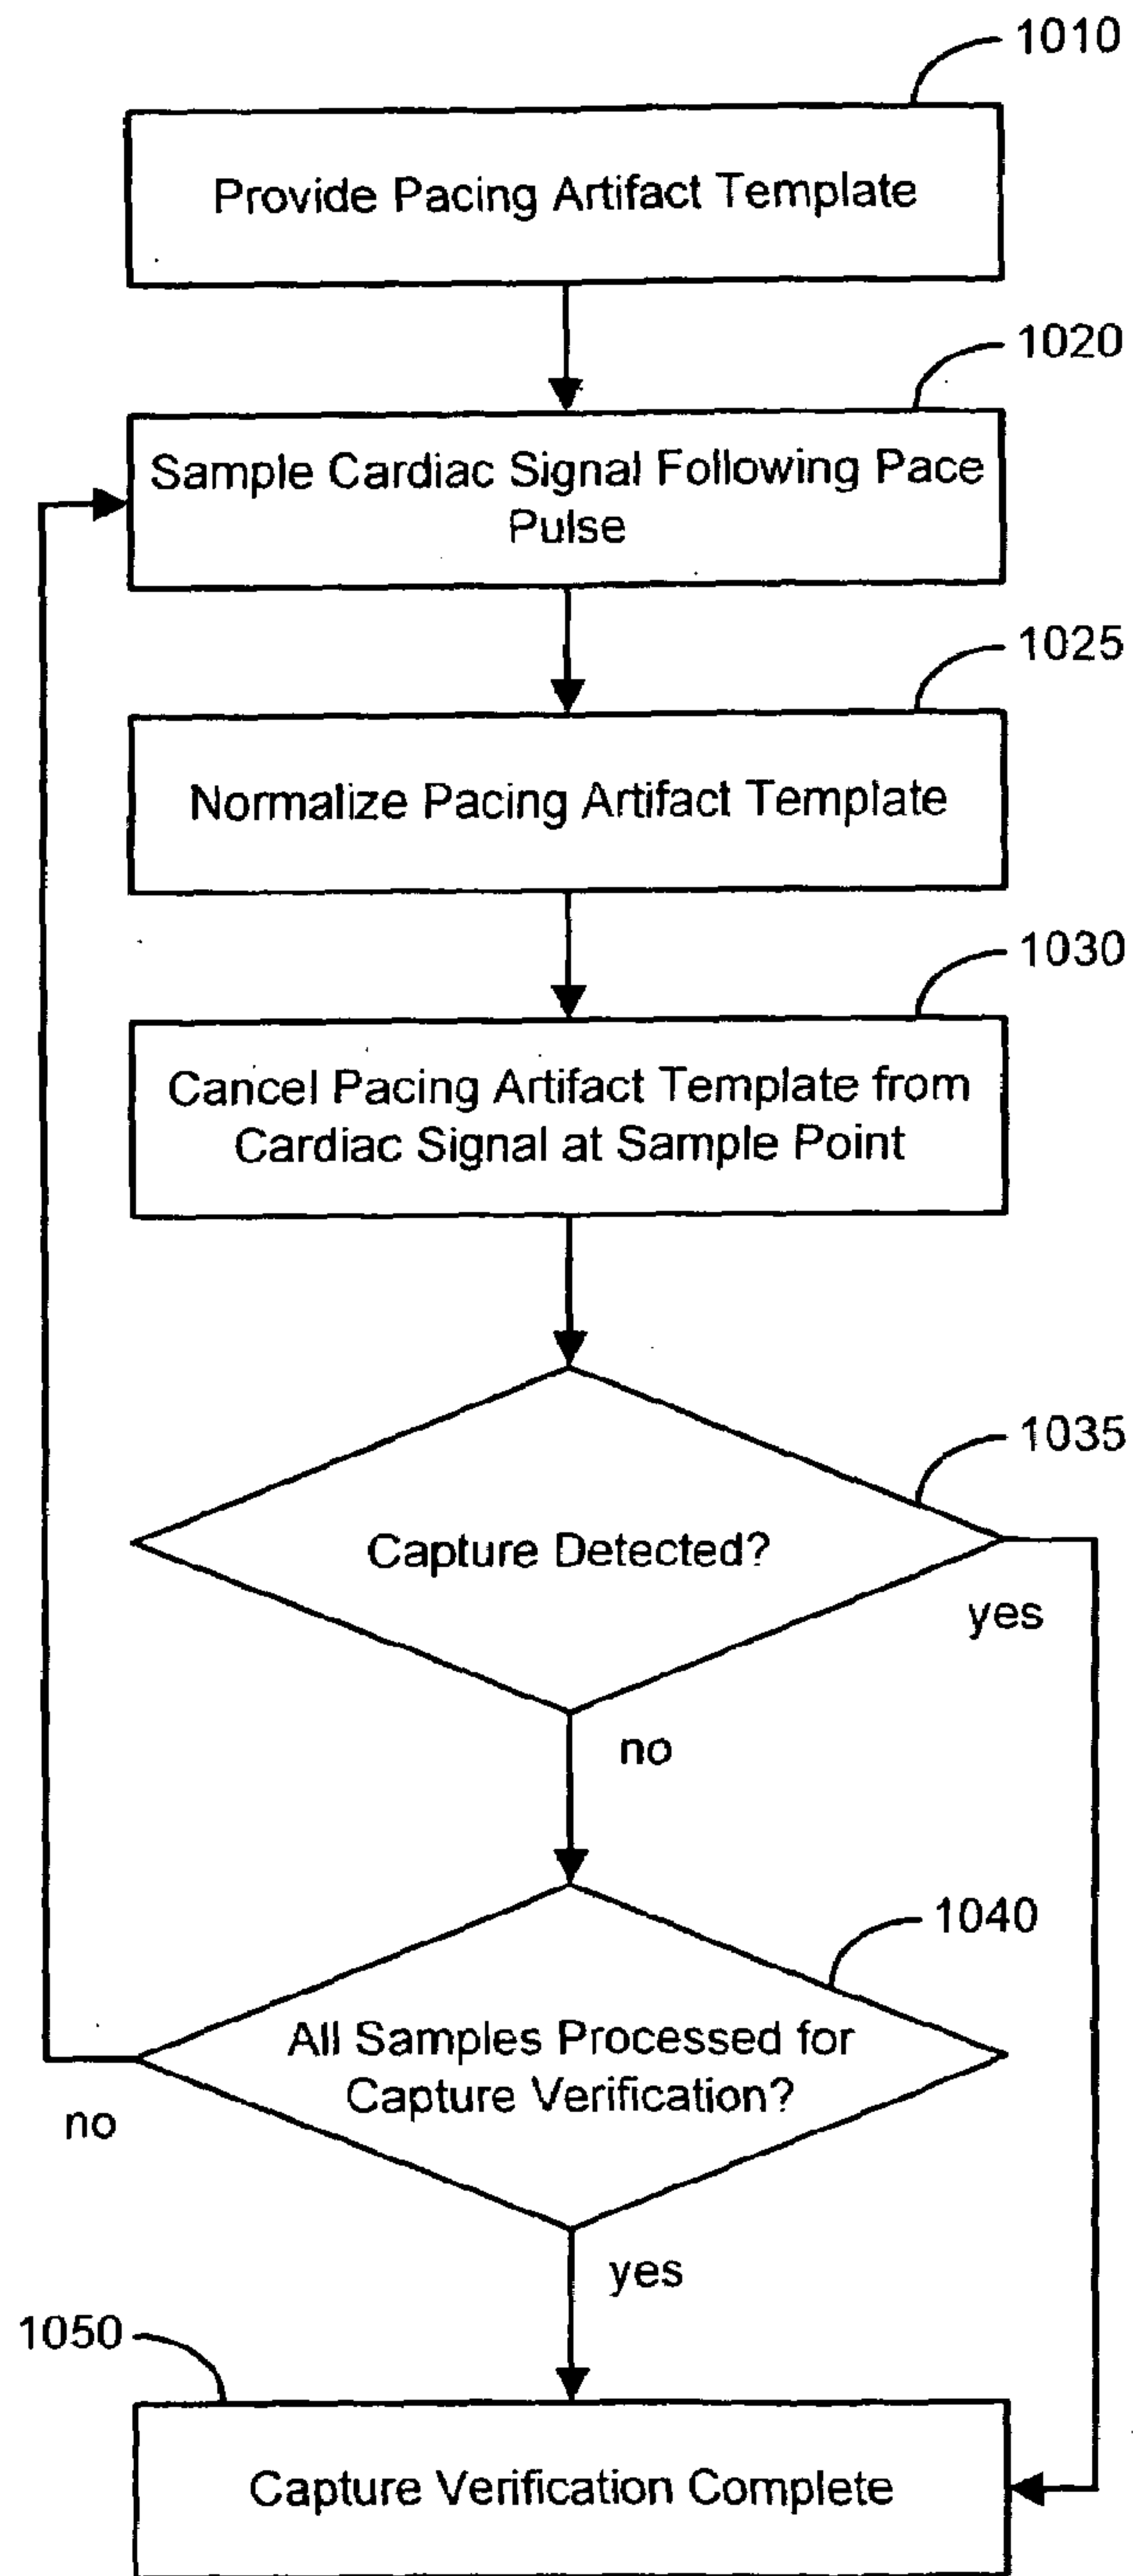 1010
Provide Pacing Artifact Template
1020
Sample Cardiac Signal Following Pace
Pulse
1025
Normalize Pacing Artifact Template
1030
Cancel Pacing Artifact Template from
Cardiac Signal at Sample Point
1035
Capture Detected?
yes
no
1040
All Samples Processed for
Capture Verification?
no
yes
1050
Capture Verification Complete